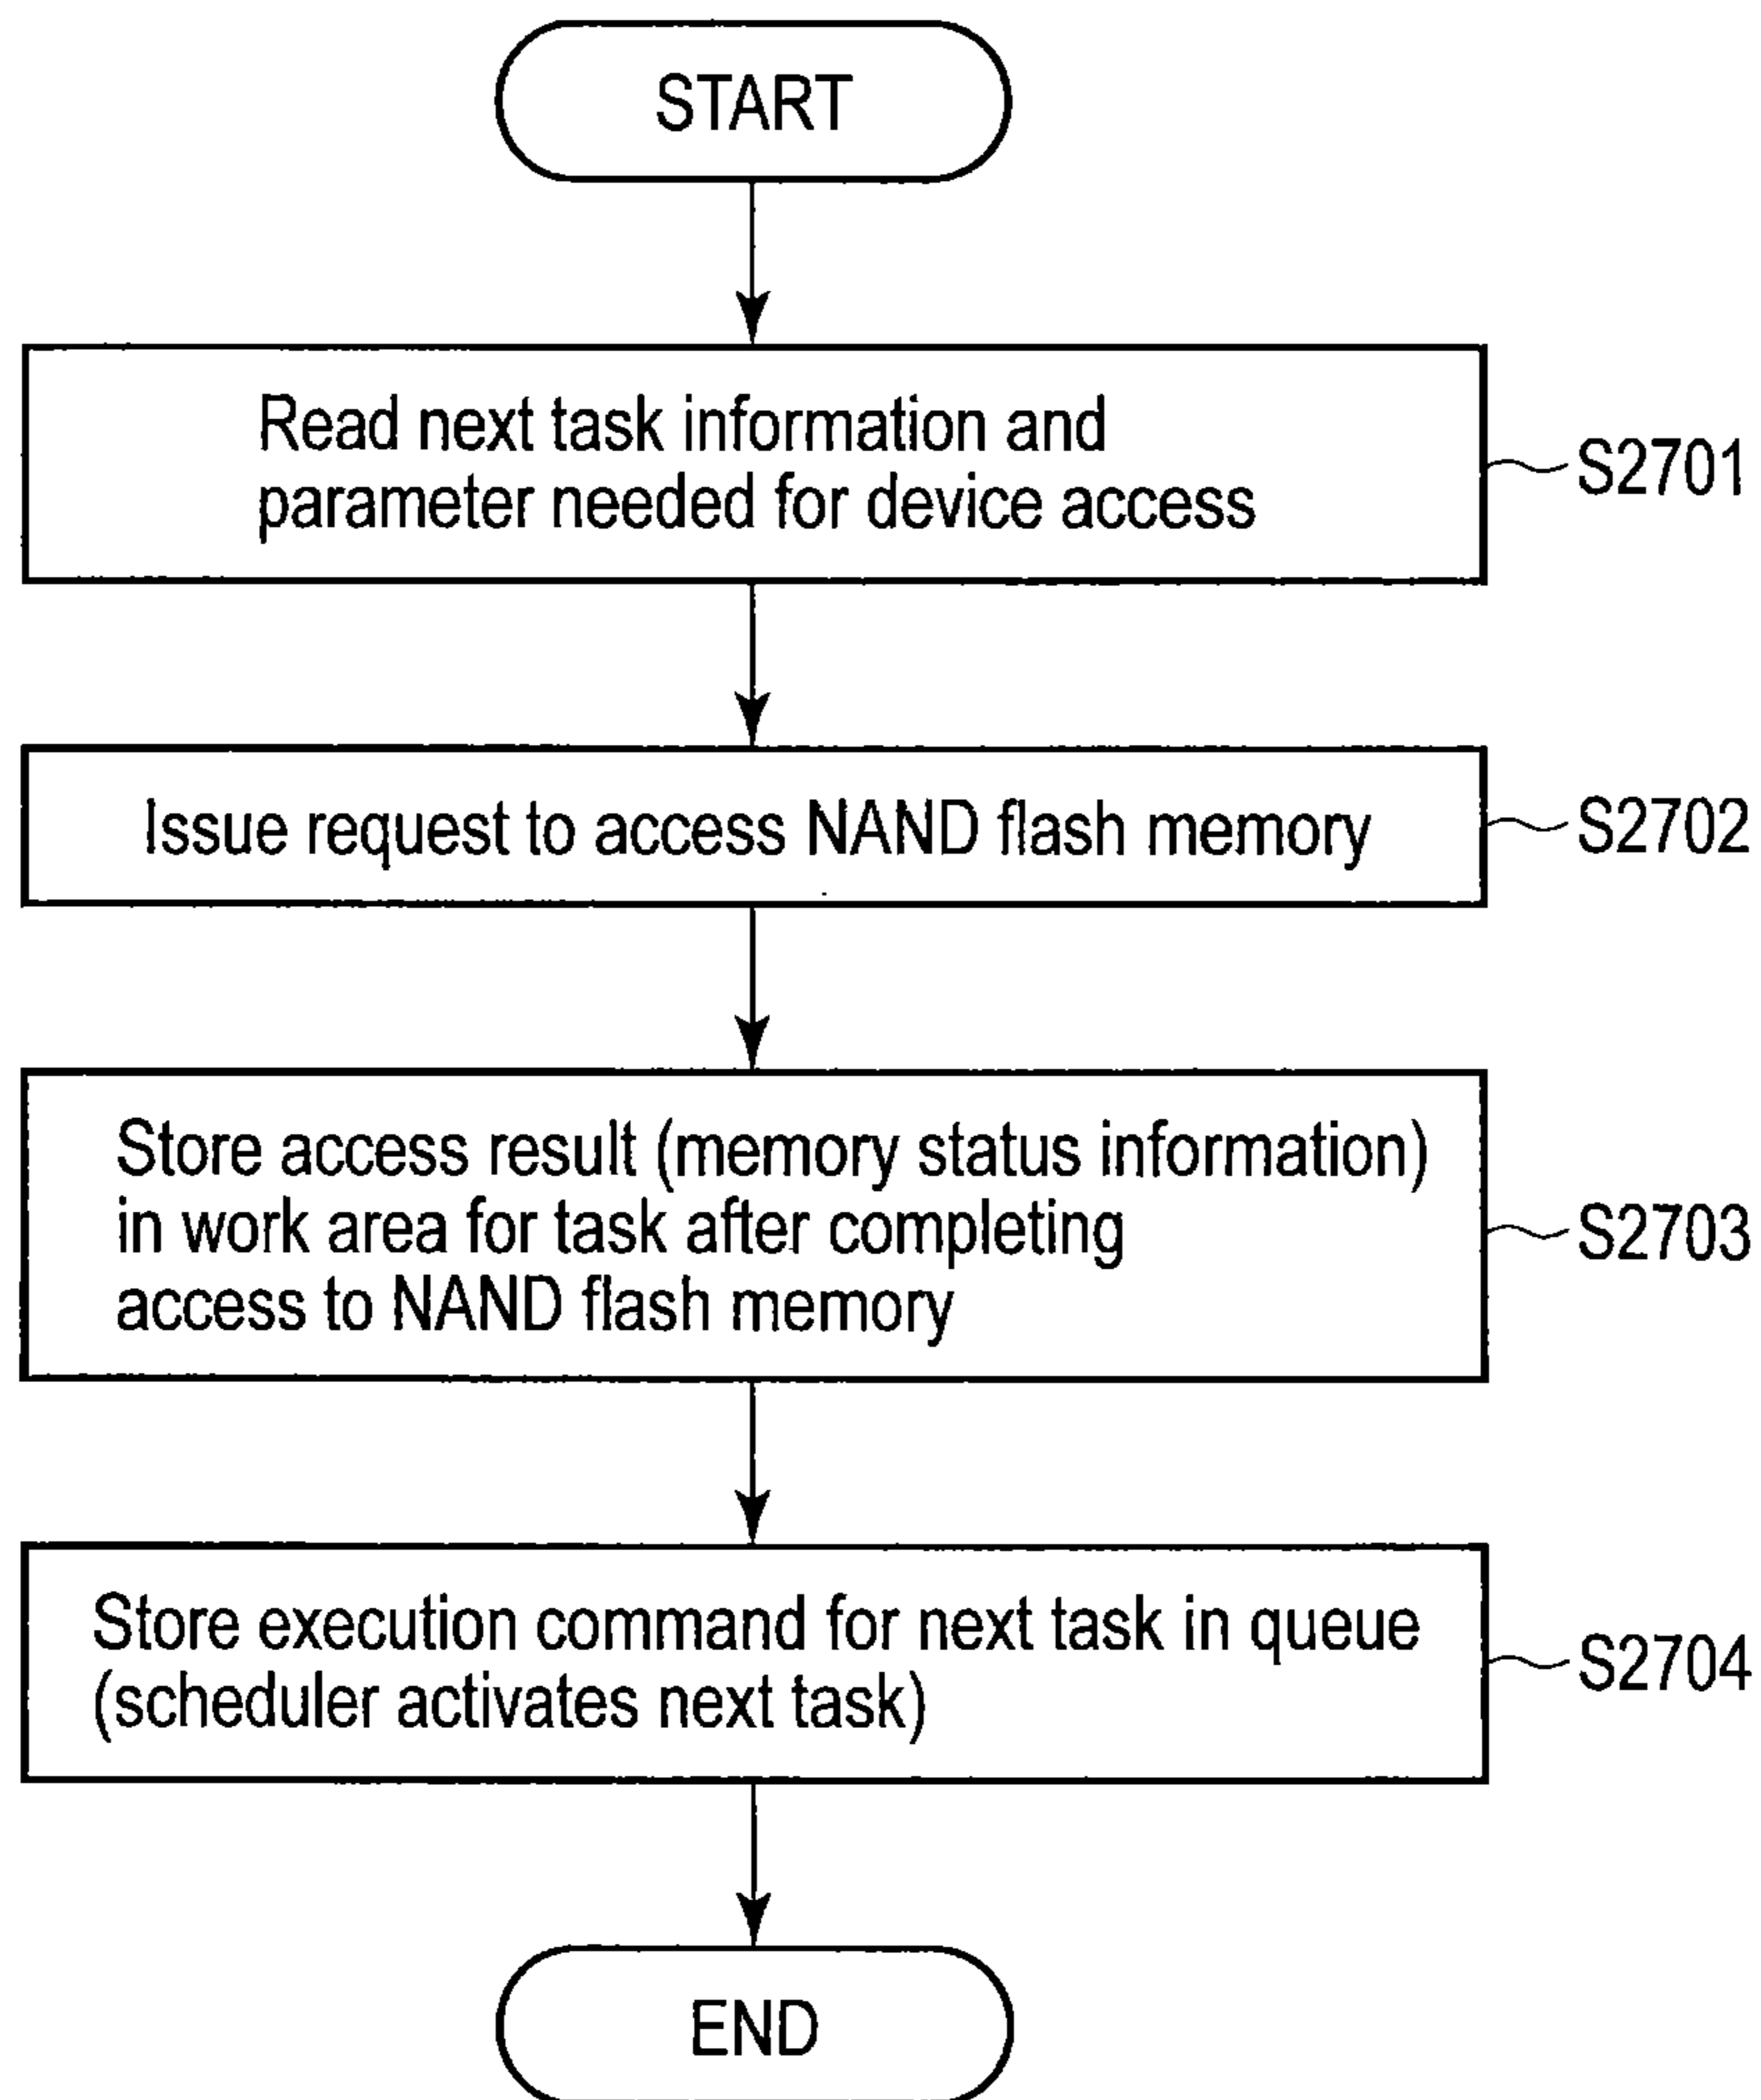 START
Read next task information and
parameter needed for device access
S2701
Issue request to access NAND flash memory
S2702
Store access result (memory status information)
in work area for task after completing
access to NAND flash memory
S2703
Store execution command for next task in queue
(scheduler activates next task)
S2704
END